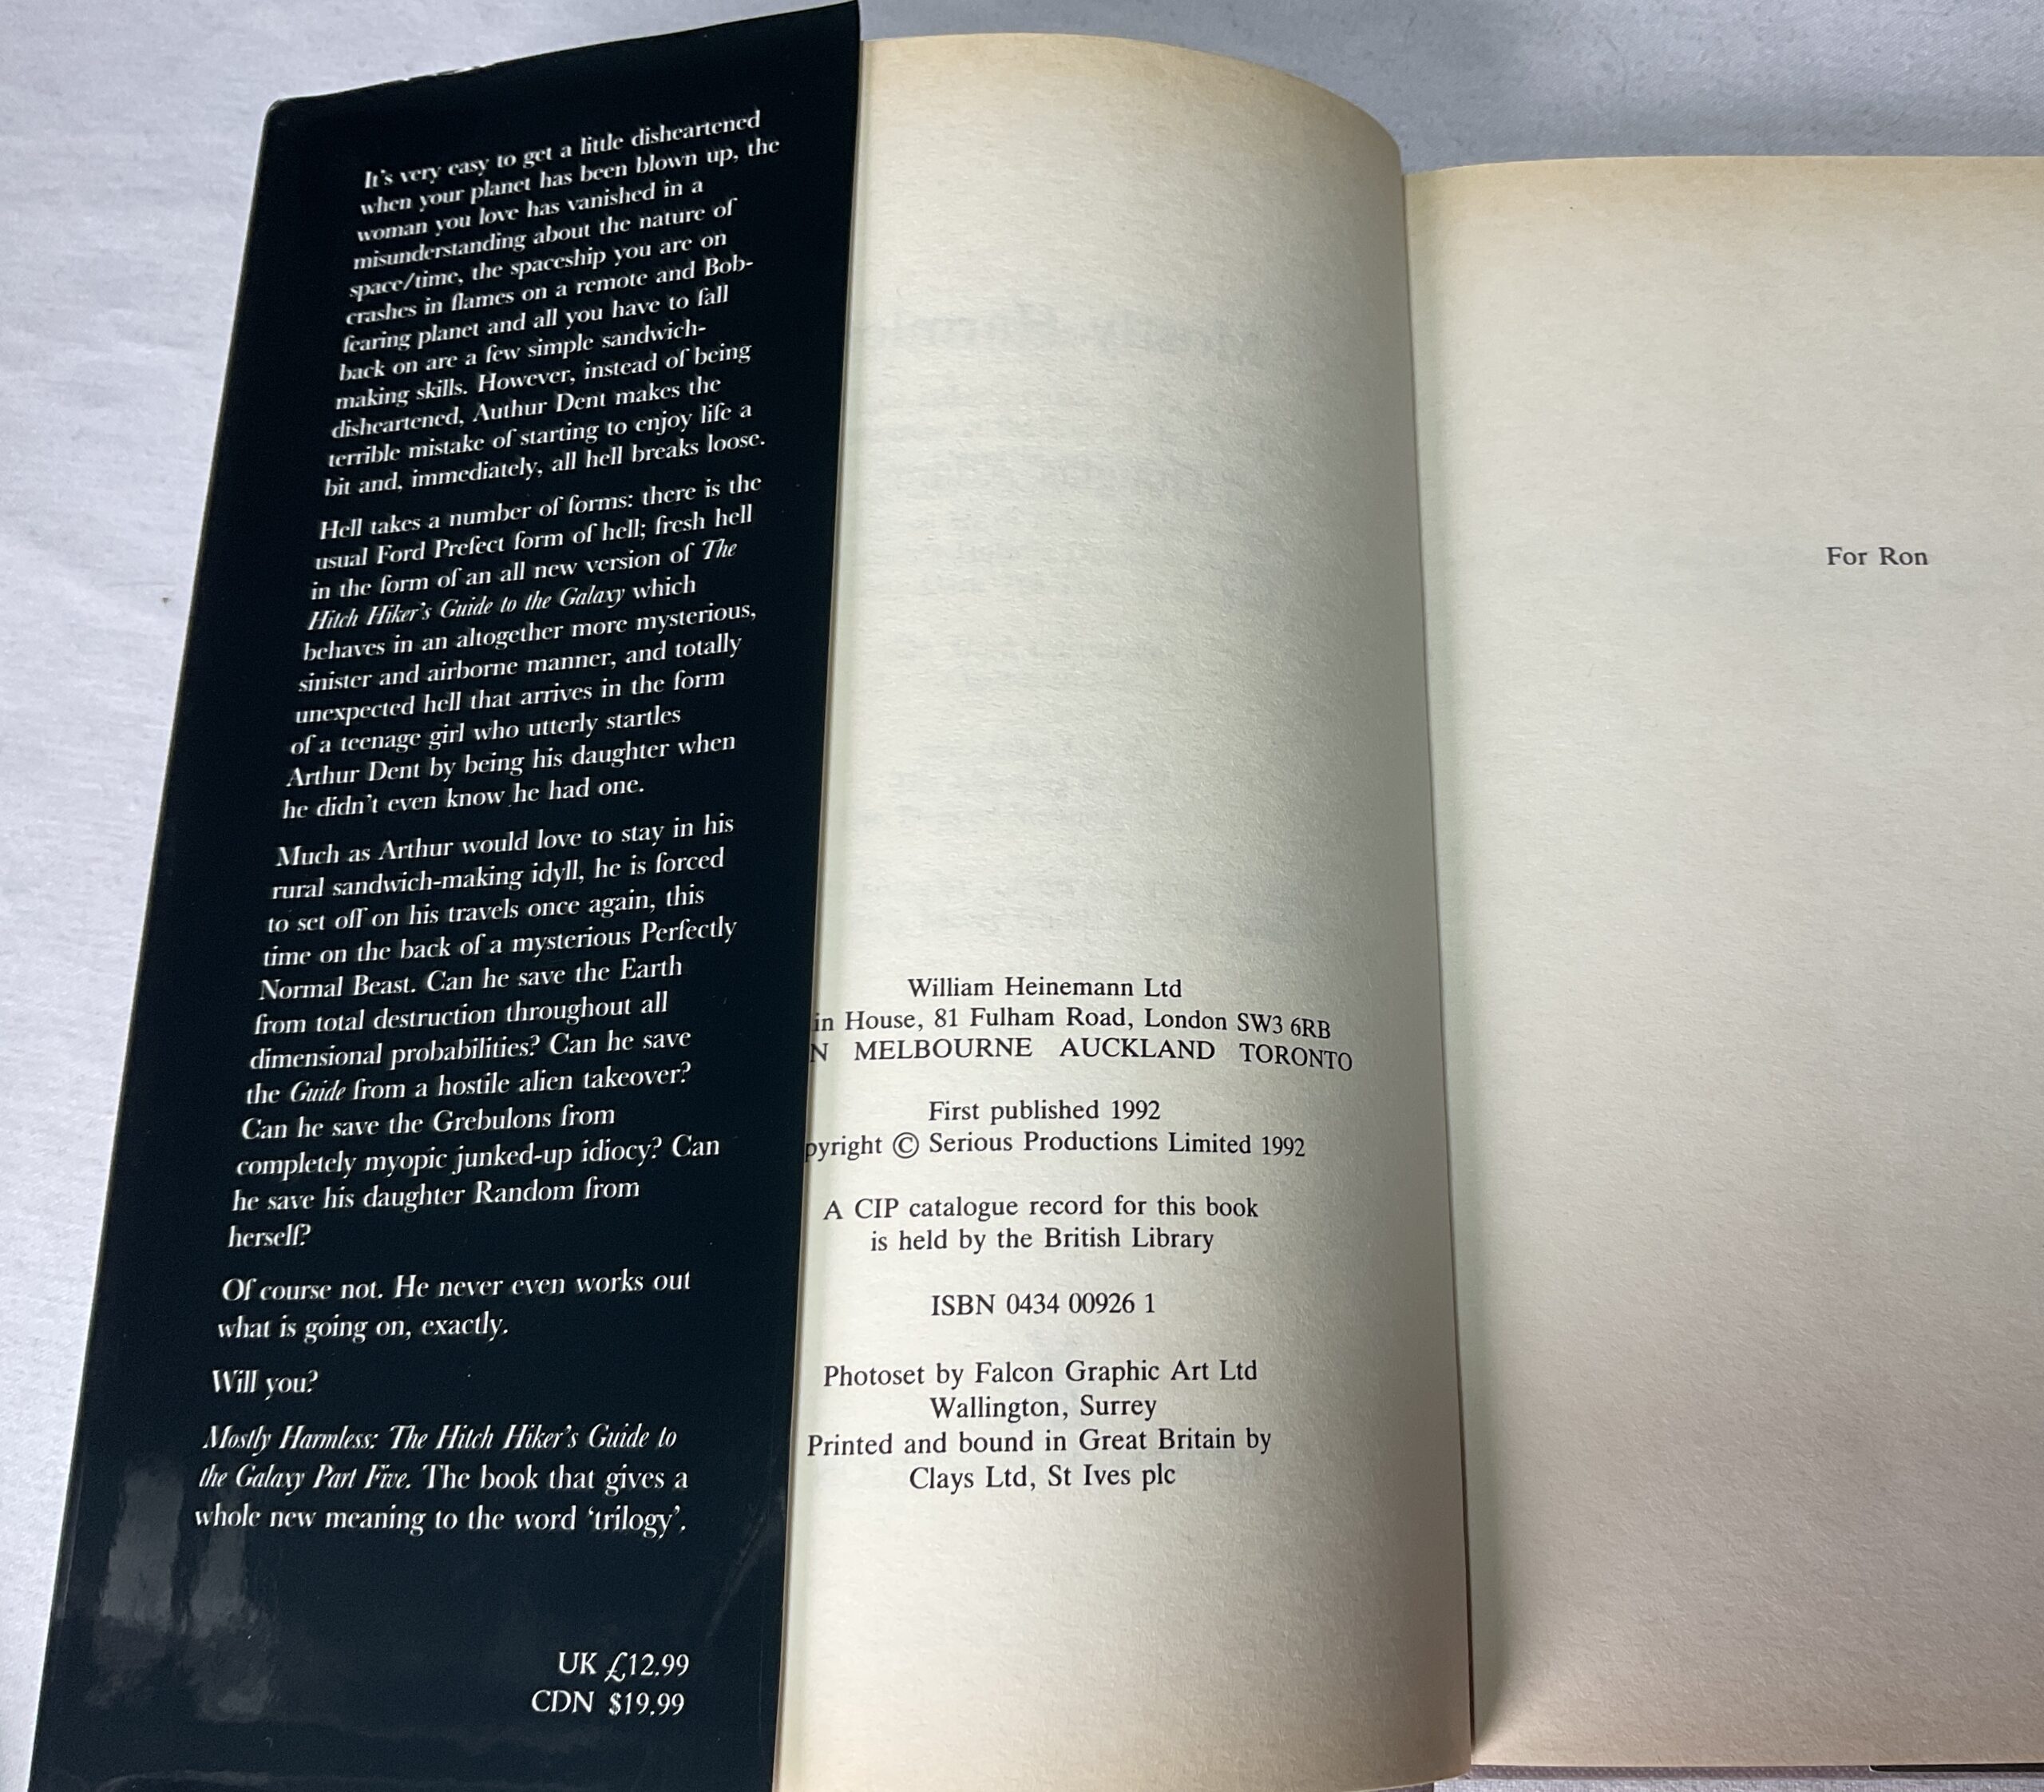 It's very easy to get a little disheartened
when your planet has been blown up, the
woman you love has vanished in a
misunderstanding about the nature of
space/time, the spaceship you are on
crashes in flames on a remote and Bob-
fearing planet and all you have to fall
back on are a few simple sandwich-
making skills. However, instead of being
disheartened, Authur Dent makes the
terrible mistake of starting to enjoy life a
bit and, immediately, all hell breaks loose.
Hell takes a number of forms: there is the
usual Ford Prefect form of hell; fresh hell
in the form of an all new version of The
Hitch Hiker's Guide to the Galaxy which
behaves in an altogether more mysterious,
sinister and airborne manner, and totally
unexpected hell that arrives in the form
of a teenage girl who utterly startles
Arthur Dent by being his daughter when
he didn't even know he had one.
Much as Arthur would love to stay in his
rural sandwich-making idyll, he is forced
to set off on his travels once again, this
time on the back of a mysterious Perfectly
Normal Beast. Can he save the Earth
from total destruction throughout all
dimensional probabilities? Can he save
the Guide from a hostile alien takeover?
Can he save the Grebulons from
completely myopic junked-up idiocy? Can
he save his daughter Random from
herself?
Of course not. He never even works out
what is going on, exactly.
Will you?
Mostly Harmless: The Hitch Hiker's Guide to
the Galaxy Part Five. The book that gives a
whole new meaning to the word 'trilogy'.
UK £12.99
CDN $19.99
William Heinemann Ltd
in House, 81 Fulham Road, London SW3 6RB
N MELBOURNE AUCKLAND TORONTO
First published 1992
pyright © Serious Productions Limited 1992
A CIP catalogue record for this book
is held by the British Library
ISBN 0434 00926 1
Photoset by Falcon Graphic Art Ltd
Wallington, Surrey
Printed and bound in Great Britain by
Clays Ltd, St Ives plc
For Ron